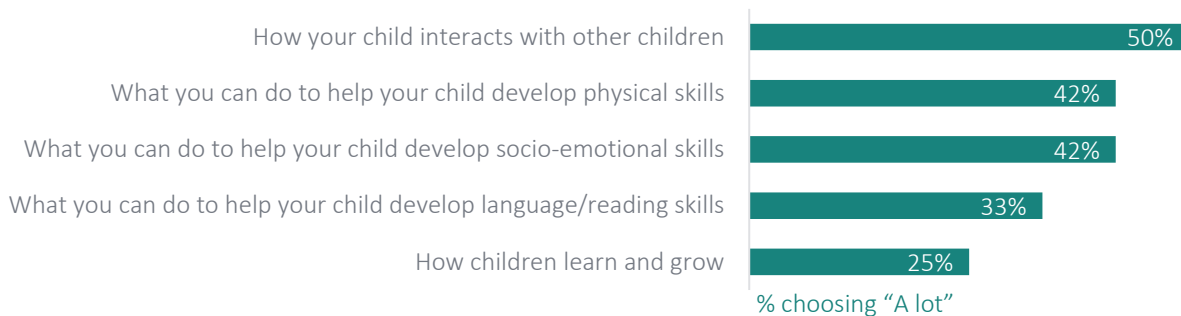 How your child interacts with other children 50%
What you can do to help your child develop physical skills 42%
What you can do to help your child develop socio-emotional skills 42%
What you can do to help your child develop language/reading skills 33%
How children learn and grow 25%
% choosing “A lot”